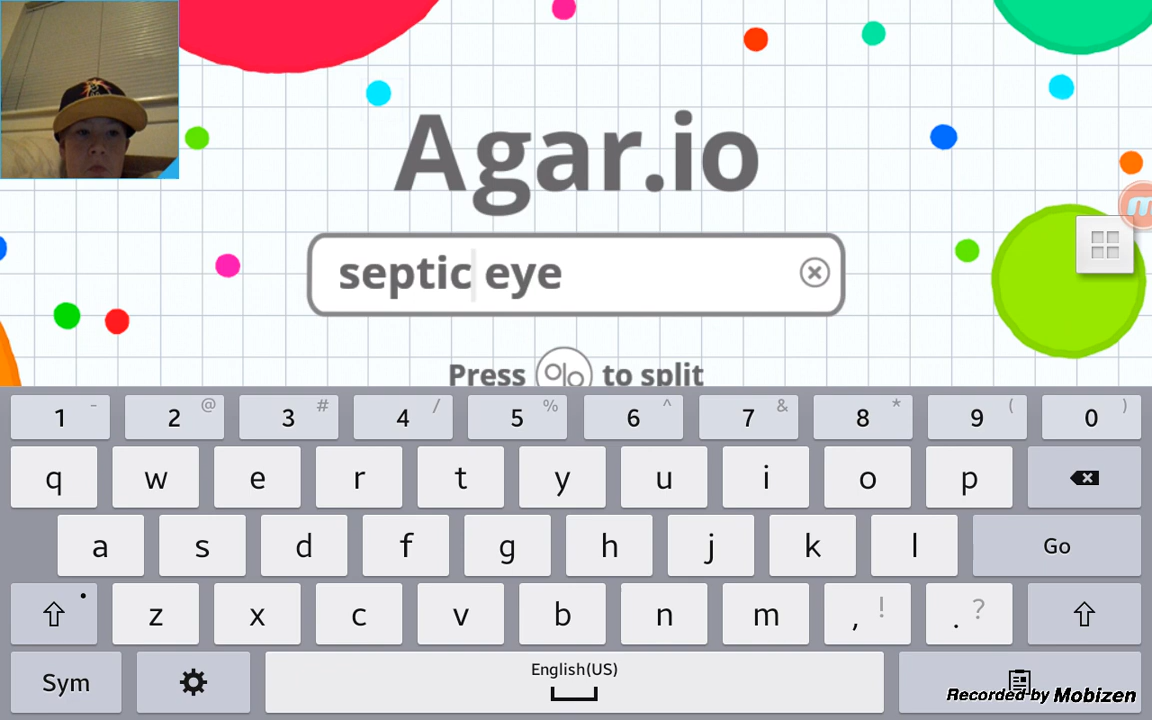 Agar.io
septic eye
Press to split
1 - 2 @ 3 # 4 / 5 % 6 ^ 7 & 8 * 9 ( 0 )
q w e r t y u i o p
a s d f g h j k l Go
z x c v b n m , ! . ?
Sym English(US)
Recorded by Mobizen